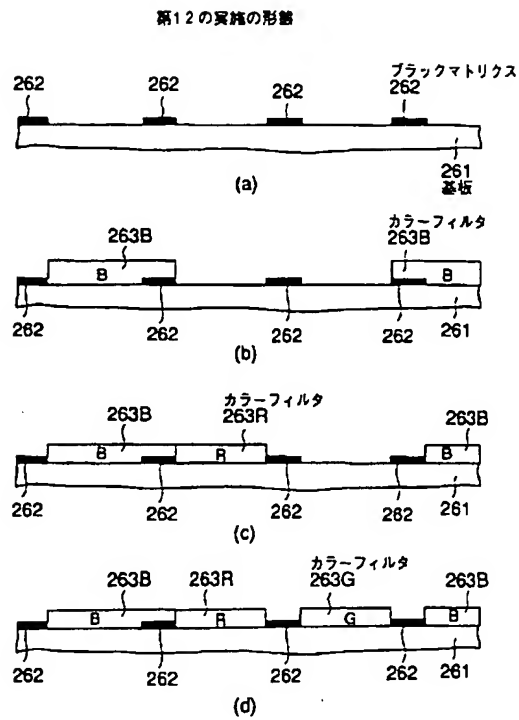 第12の実施の形態
ブラックマトリクス
262 262 262 262
261
基板
(a)
カラーフィルタ
263B 263B
B B
262 262 262 261
(b)
カラーフィルタ
263B 263R 263B
B R B
262 262 262 262 261
(c)
カラーフィルタ
263B 263R 263G 263B
B R G B
262 262 262 262 261
(d)